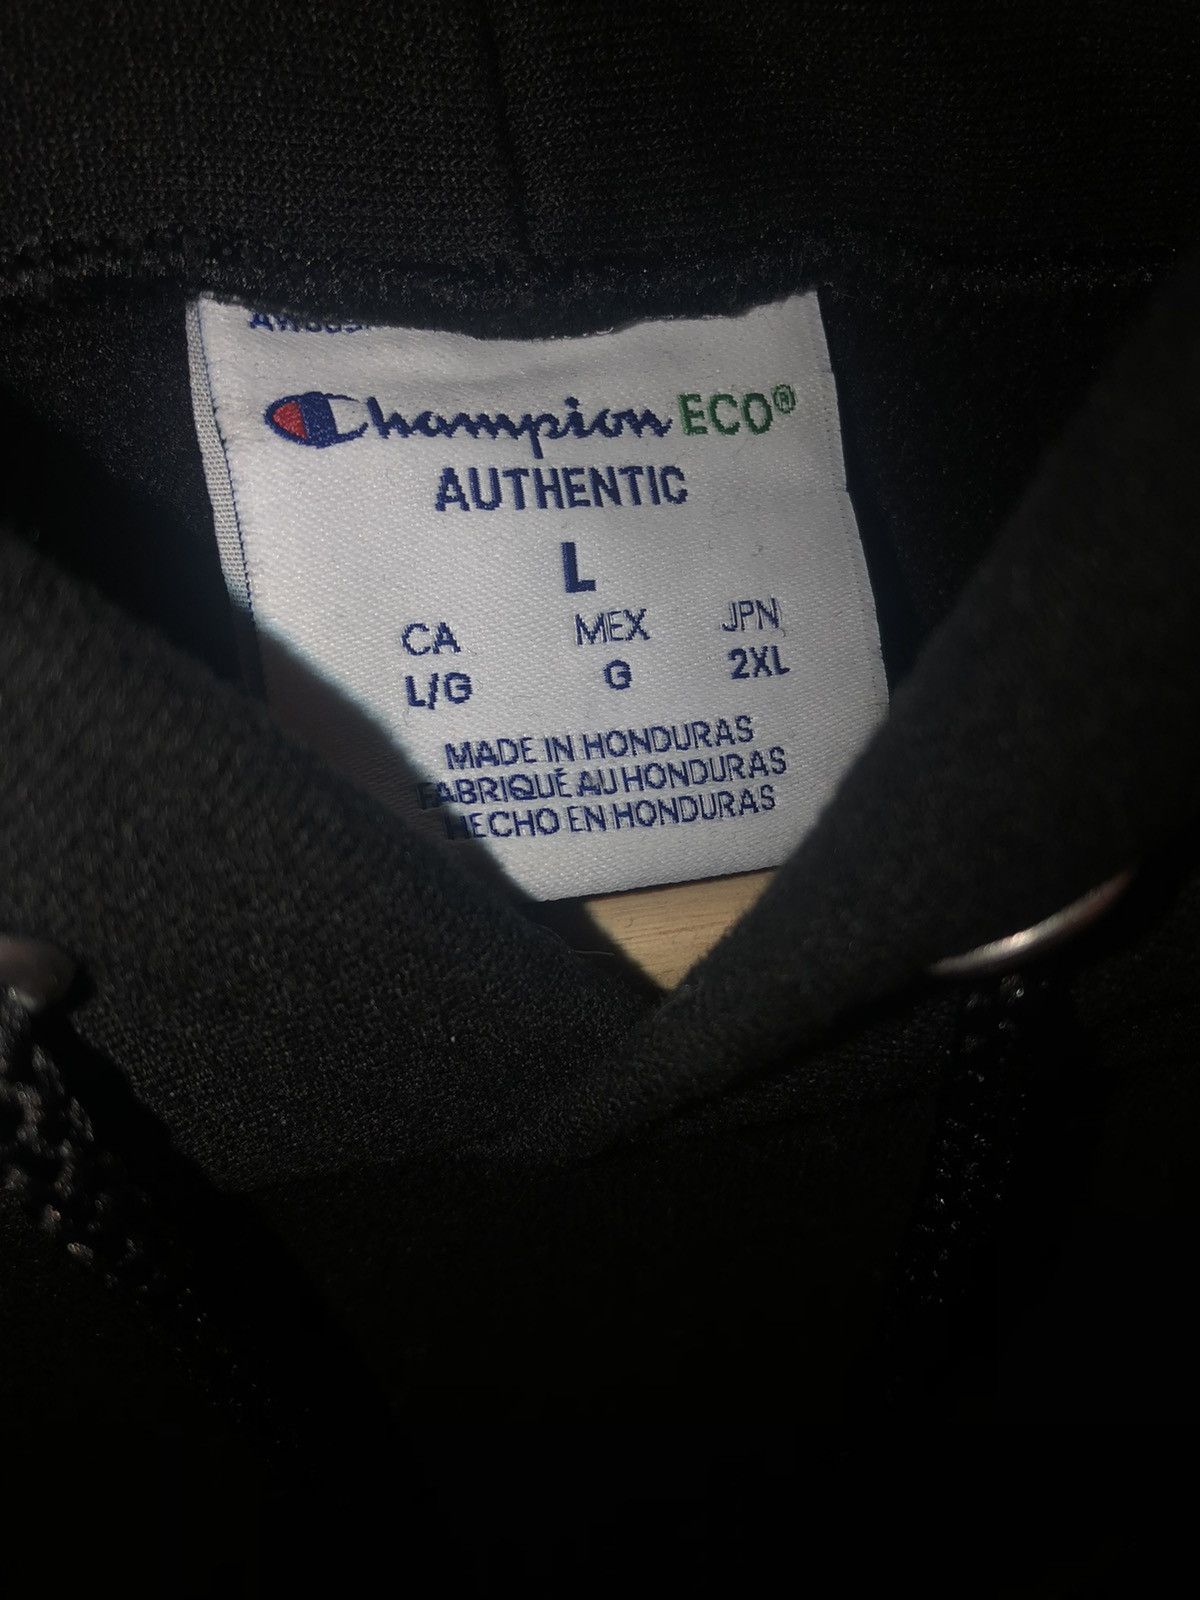 Champion ECO®
AUTHENTIC
L
CA MEX JPN
L/G G 2XL
MADE IN HONDURAS
FABRIQUÉ AU HONDURAS
HECHO EN HONDURAS